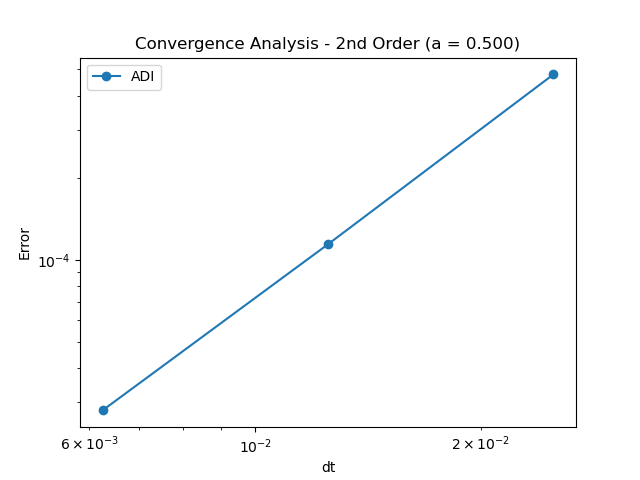 Convergence Analysis - 2nd Order (a = 0.500)
ADI
Error
10⁻⁴
6 × 10⁻³
10⁻²
2 × 10⁻²
dt